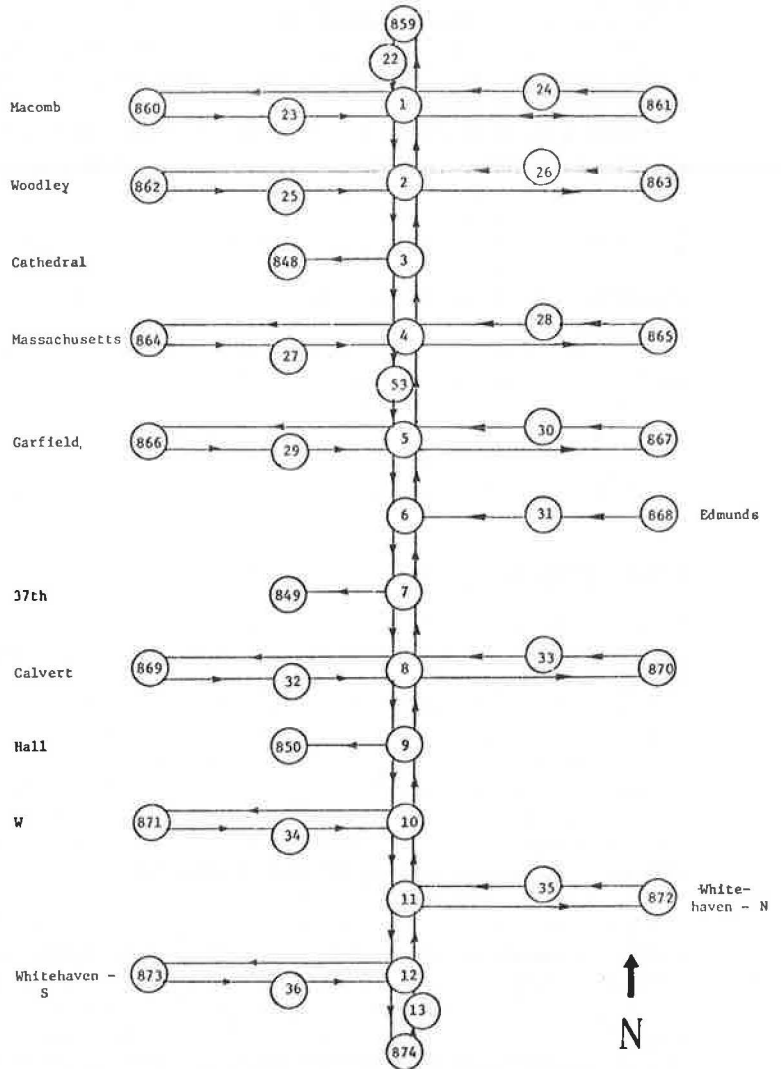 859
22
Macomb 860 23 1 24 861
Woodley 862 25 2 26 863
Cathedral 848 3
Massachusetts 864 27 4 28 865
53
Garfield 866 29 5 30 867
6 31 868 Edmunds
37th 849 7
Calvert 869 32 8 33 870
Hall 850 9
W 871 34 10
11 35 872 White-
haven - N
Whitehaven - 873 36 12
S
13
874
N